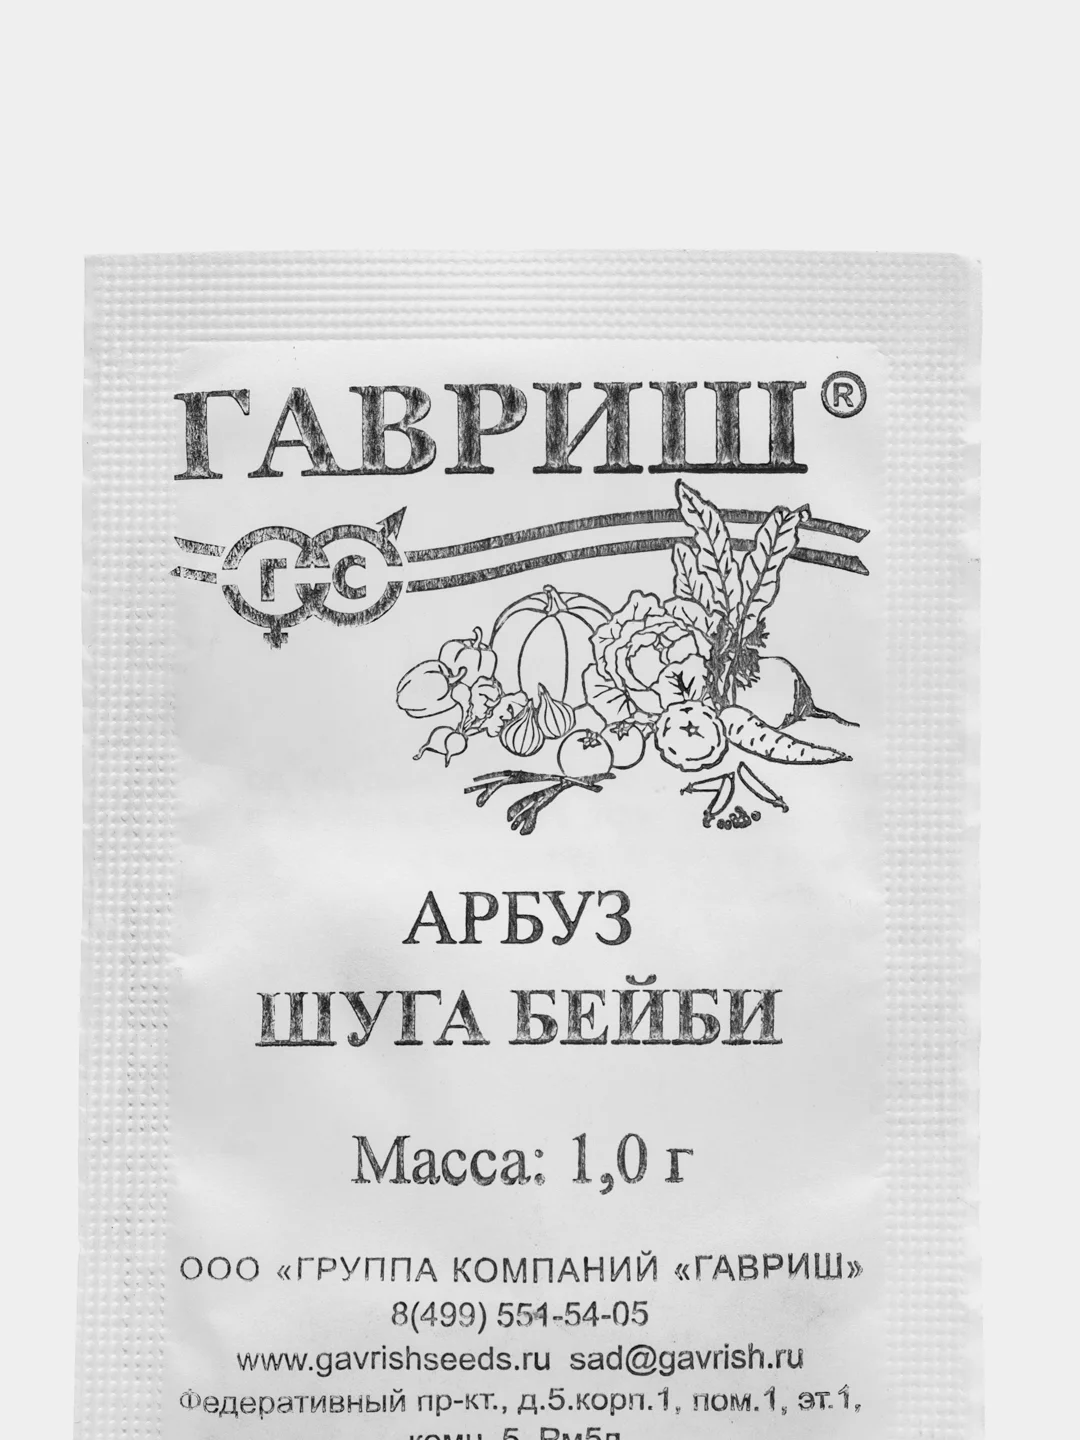 ГАВРИШ®
ГС
АРБУЗ
ШУГА БЕЙБИ
Масса: 1,0 г
ООО «ГРУППА КОМПАНИЙ «ГАВРИШ»
8(499) 551-54-05
www.gavrishseeds.ru sad@gavrish.ru
Федеративный пр-кт., д.5.корп.1, пом.1, эт.1,